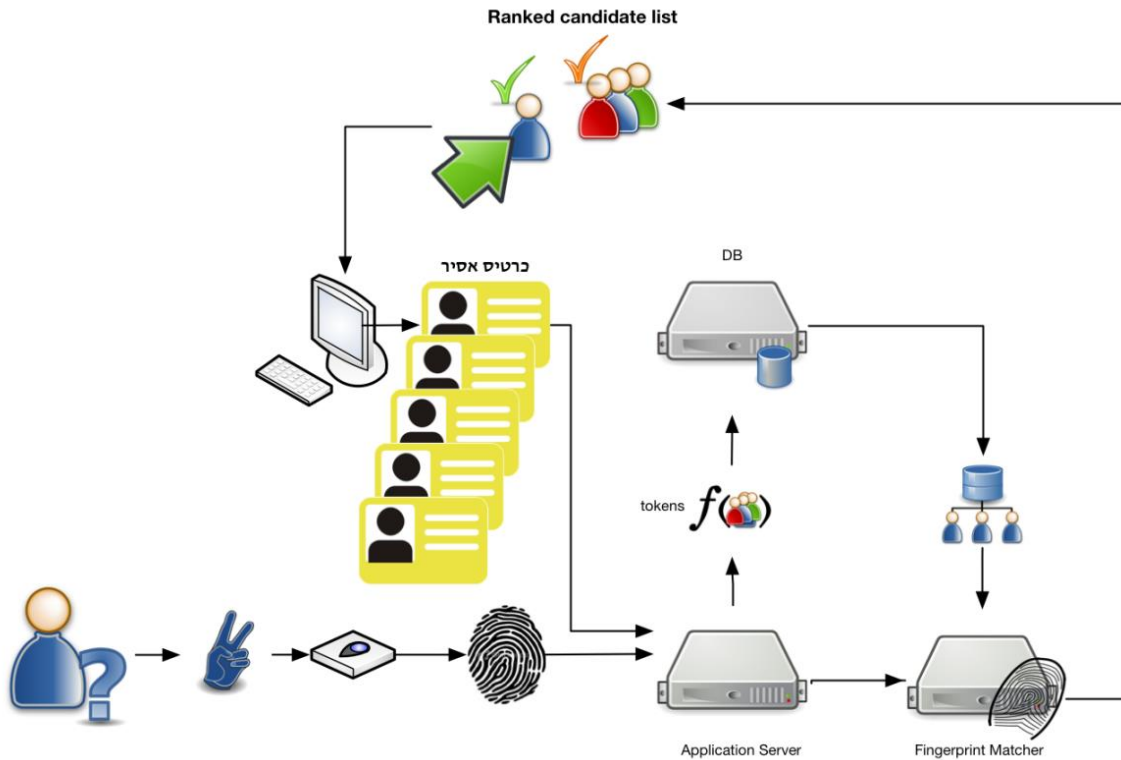 Ranked candidate list
כרטיס אסיר
DB
tokens f( )
Application Server
Fingerprint Matcher